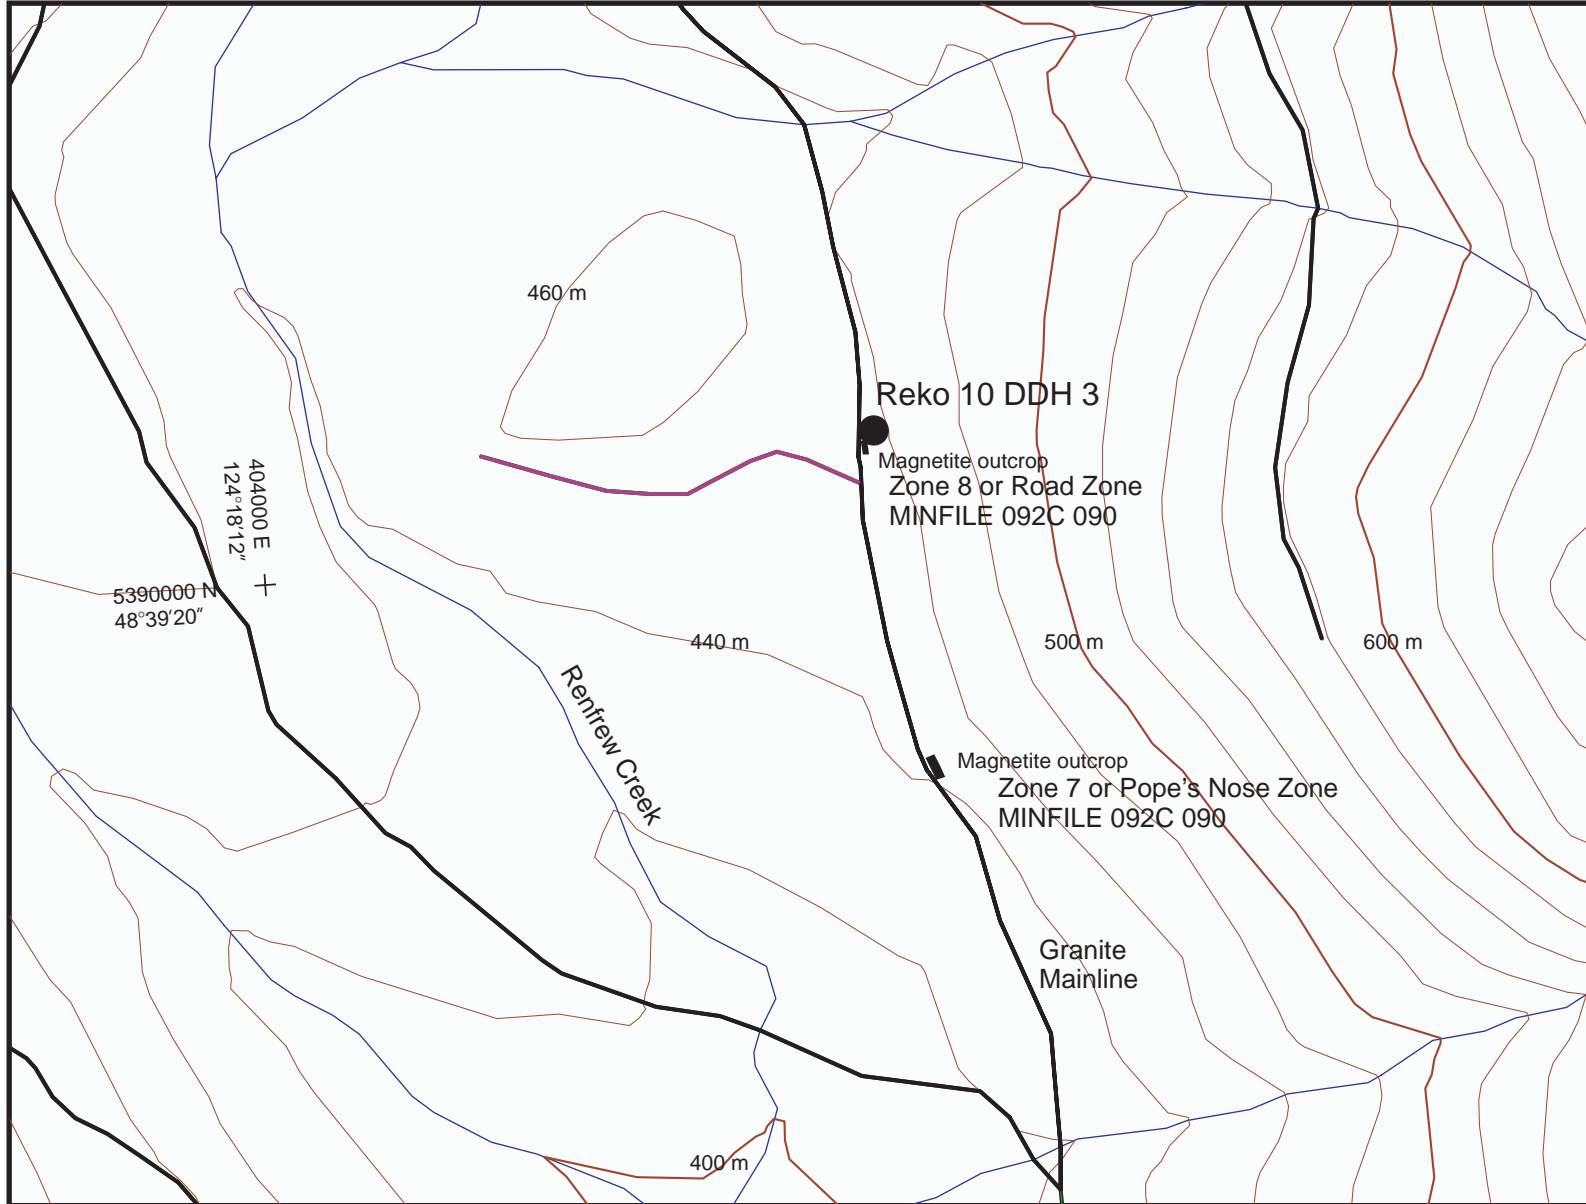 460 m
Reko 10 DDH 3
Magnetite outcrop
Zone 8 or Road Zone
MINFILE 092C 090
404000 E
124°18'12"
5390000 N
48°39'20"
440 m
500 m
600 m
Renfrew Creek
Magnetite outcrop
Zone 7 or Pope's Nose Zone
MINFILE 092C 090
Granite
Mainline
400 m